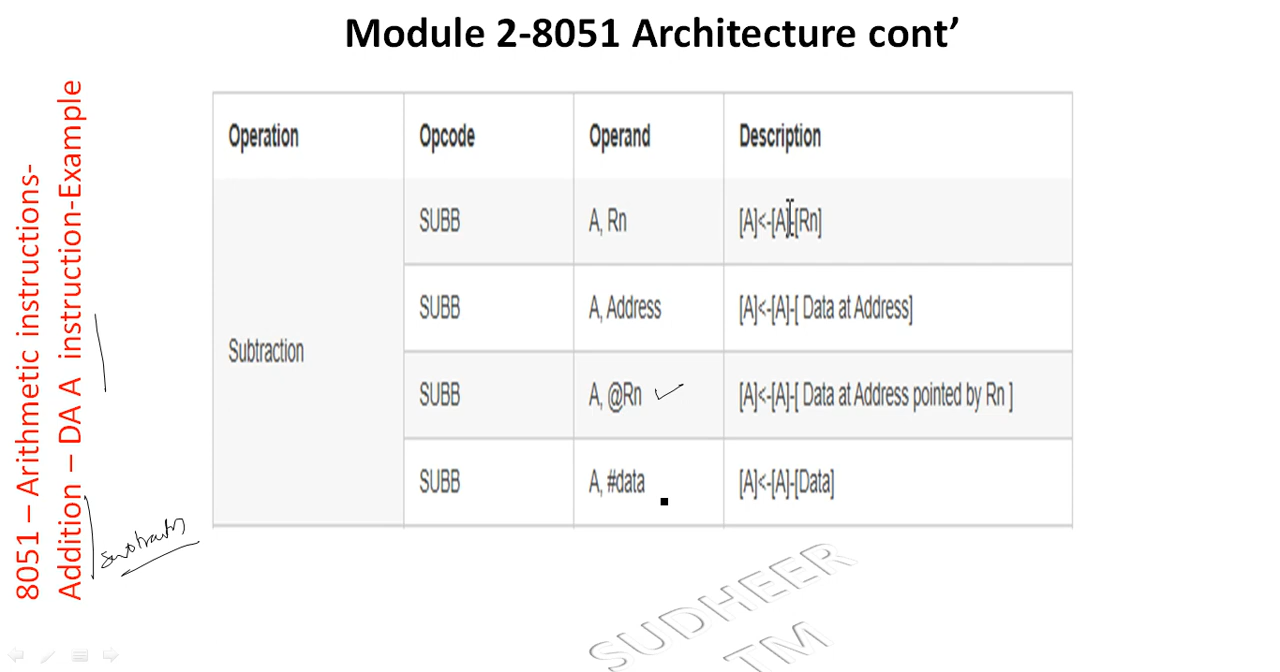 Module 2-8051 Architecture cont’
8051 – Arithmetic instructions-
Addition – DA A instruction-Example
Subtraction
Operation Opcode Operand Description
Subtraction
SUBB A, Rn [A]<-[A]-[Rn]
SUBB A, Address [A]<-[A]-[ Data at Address]
SUBB A, @Rn [A]<-[A]-[ Data at Address pointed by Rn ]
SUBB A, #data [A]<-[A]-[Data]
SUDHEER
TM